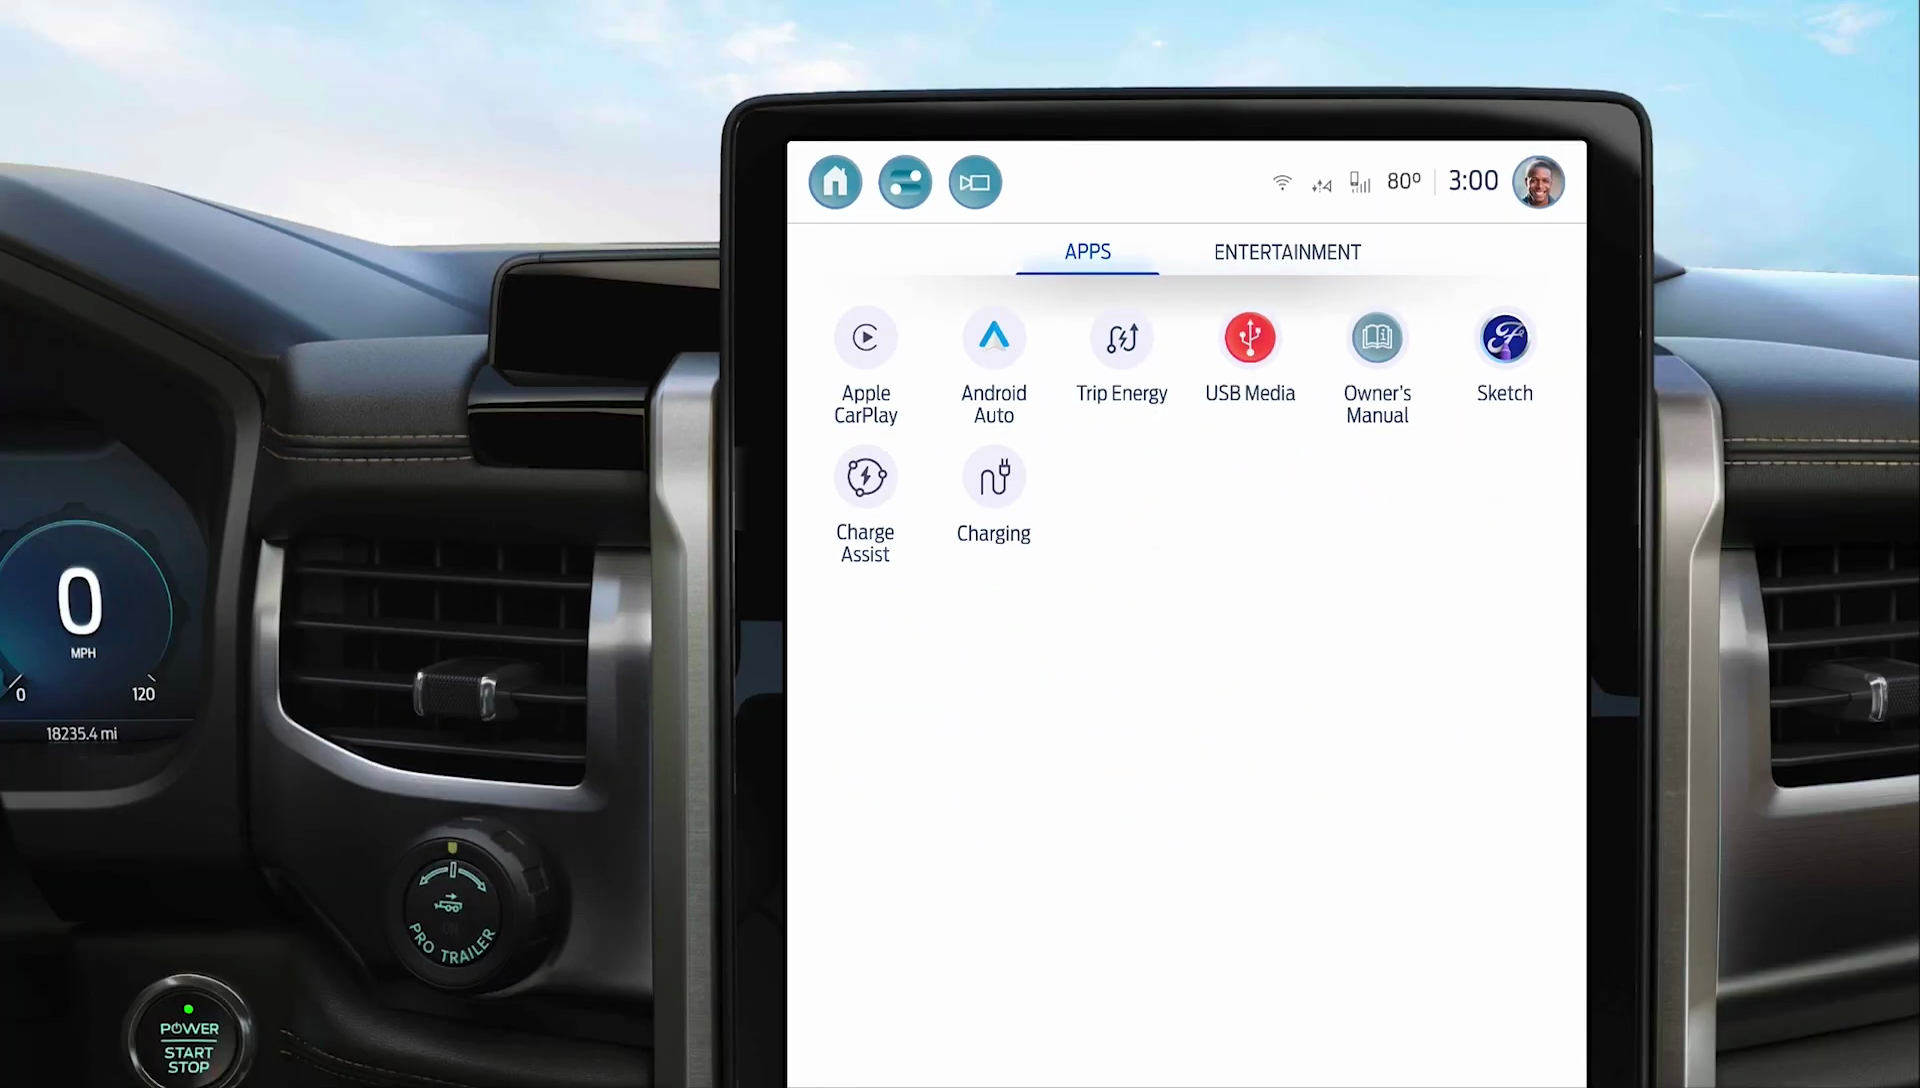 80°
3:00
APPS
ENTERTAINMENT
Apple
CarPlay
Android
Auto
Trip Energy
USB Media
Owner's
Manual
Sketch
Charge
Assist
Charging
0
MPH
0
120
18235.4 mi
PRO TRAILER
POWER
START
STOP